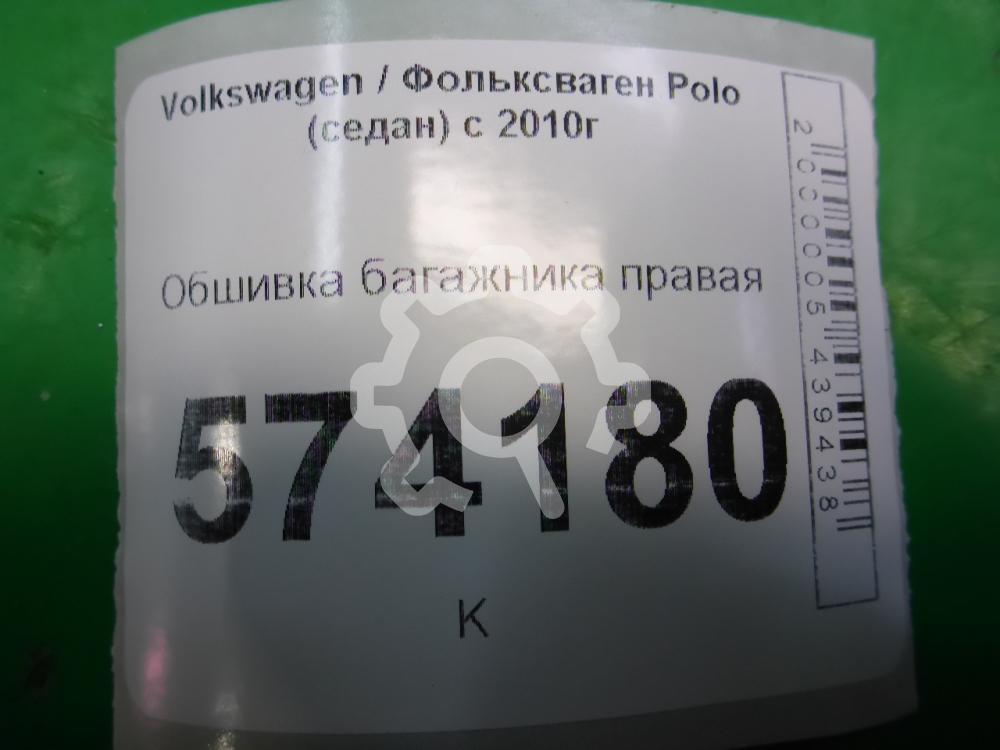 Volkswagen / Фольксваген Polo
(седан) с 2010г
Обшивка багажника правая
574180
К
2000005439438